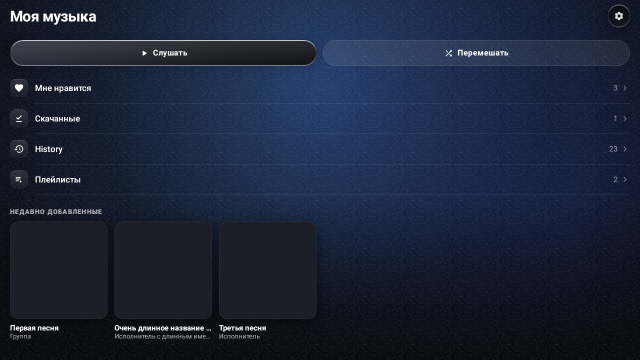 Моя музыка
Слушать
Перемешать
Мне нравится
3
Скачанные
1
History
23
Плейлисты
2
НЕДАВНО ДОБАВЛЕННЫЕ
Первая песня
Группа
Очень длинное название ...
Исполнитель с длинным име...
Третья песня
Исполнитель